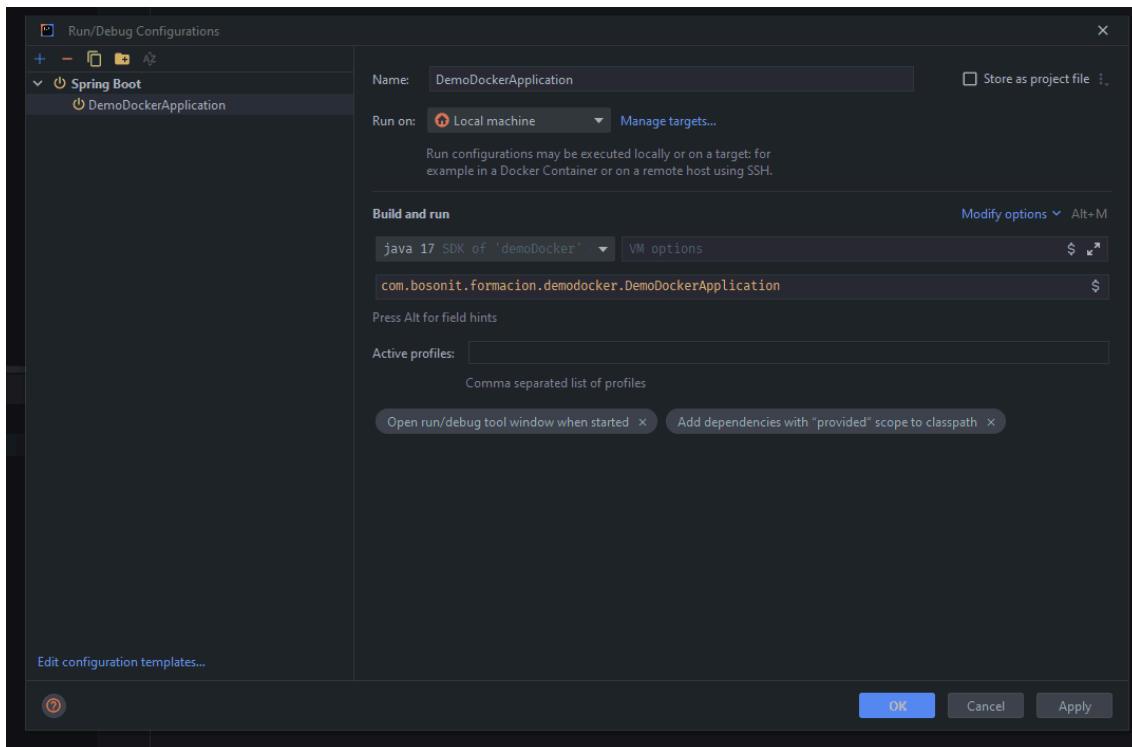 Run/Debug Configurations
Spring Boot
DemoDockerApplication
Name: DemoDockerApplication
Store as project file
Run on: Local machine Manage targets...
Run configurations may be executed locally or on a target: for
example in a Docker Container or on a remote host using SSH.
Build and run Modify options Alt+M
java 17 SDK of 'demoDocker' VM options $
com.bosonit.formacion.demodocker.DemoDockerApplication $
Press Alt for field hints
Active profiles:
Comma separated list of profiles
Open run/debug tool window when started × Add dependencies with "provided" scope to classpath ×
Edit configuration templates...
? OK Cancel Apply